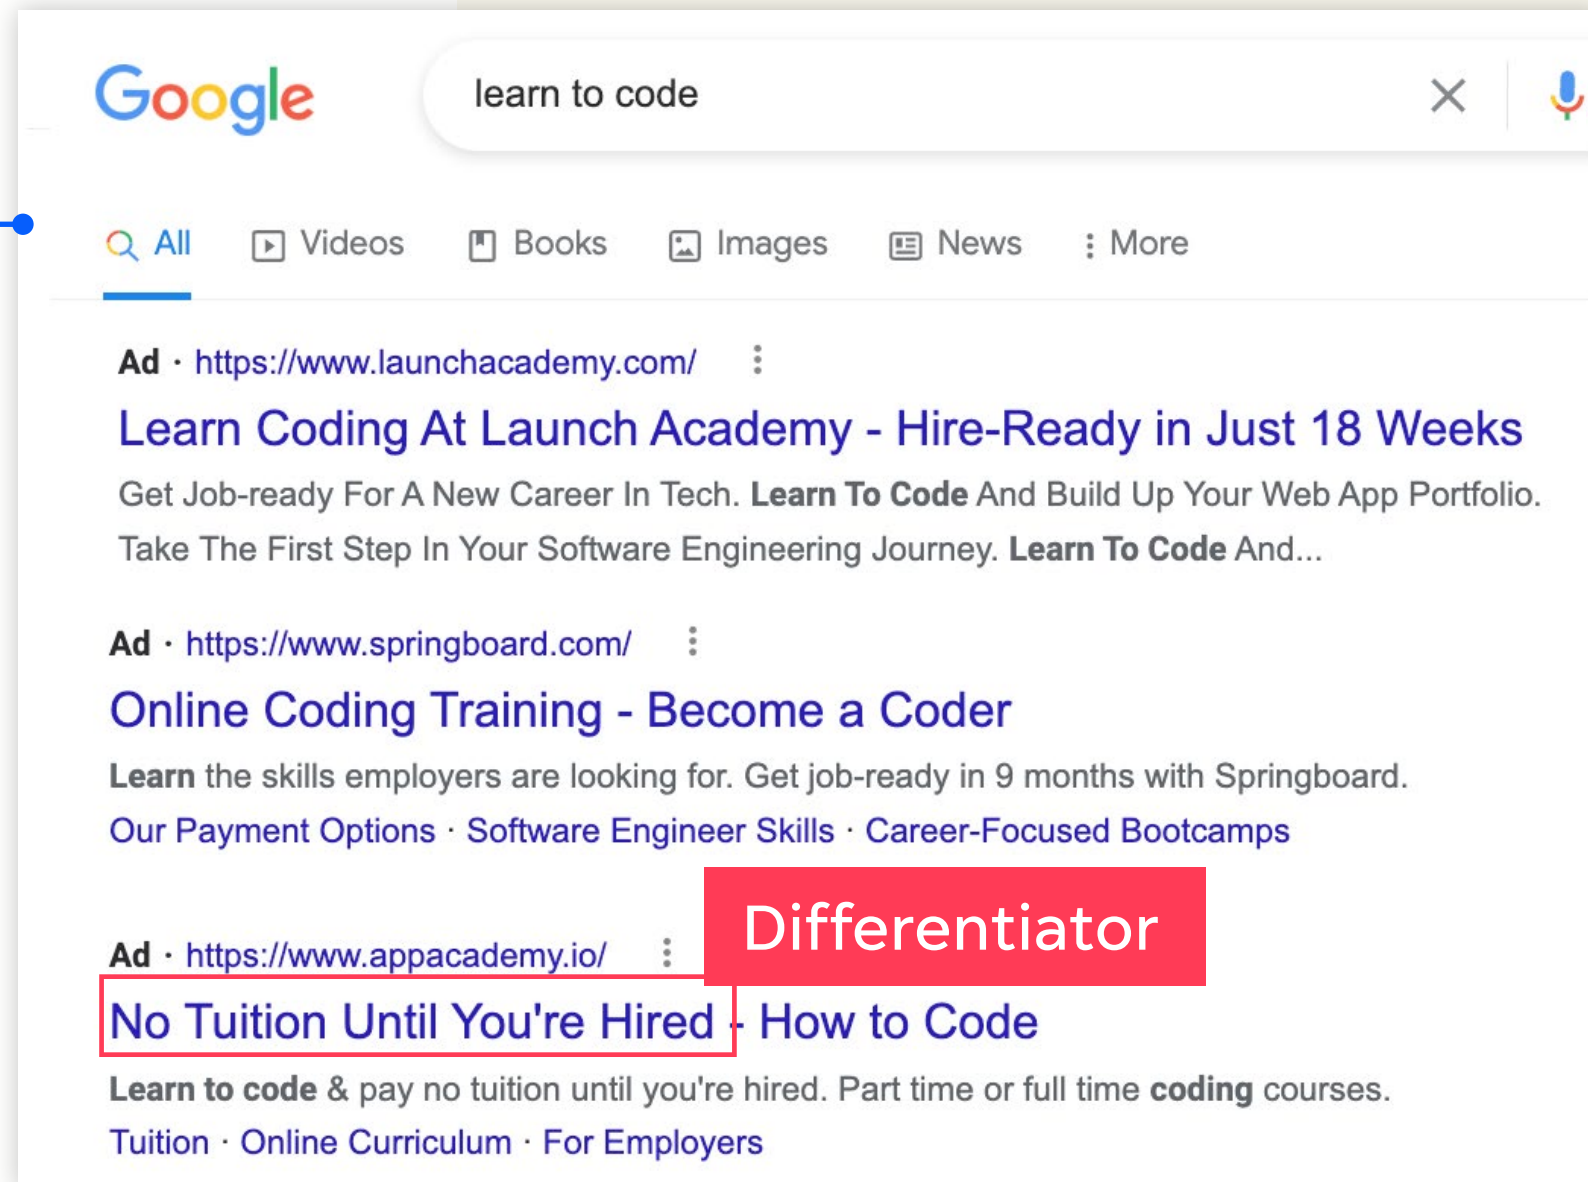 Google
learn to code
All Videos Books Images News More
Ad · https://www.launchacademy.com/
Learn Coding At Launch Academy - Hire-Ready in Just 18 Weeks
Get Job-ready For A New Career In Tech. Learn To Code And Build Up Your Web App Portfolio.
Take The First Step In Your Software Engineering Journey. Learn To Code And...
Ad · https://www.springboard.com/
Online Coding Training - Become a Coder
Learn the skills employers are looking for. Get job-ready in 9 months with Springboard.
Our Payment Options · Software Engineer Skills · Career-Focused Bootcamps
Differentiator
Ad · https://www.appacademy.io/
No Tuition Until You're Hired - How to Code
Learn to code & pay no tuition until you're hired. Part time or full time coding courses.
Tuition · Online Curriculum · For Employers